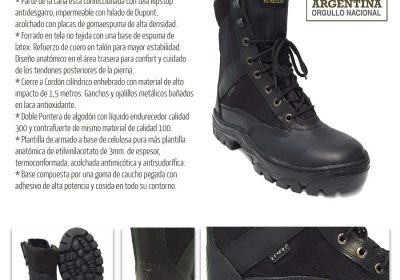 * Parte de la caña está confeccionada con tela Ripstop
antidesgarro, impermeable con hilado de Dupont,
acolchado con placas de gomaespuma de alta densidad.
* Forrado en tela no tejida con una base de espuma de
latex. Refuerzo de cuero en talón para mayor estabilidad.
Diseño anatómico en el área trasera para confort y cuidado
de los tendones posteriores de la pierna.
* Cierre a Cordón cilíndrico enhebrado con material de alto
impacto de 1,5 metros. Ganchos y ojalillos metálicos bañados
en laca antioxidante.
* Doble Puntera de algodón con líquido endurecedor calidad
300 y contrafuerte de mismo material de calidad 100.
* Plantilla de armado a base de celulosa pura más plantilla
anatómica de etilvinilacetato de 3mm. de espesor,
termoconformada, acolchada antimicótica y antisudorífica.
* Base compuesta por una goma de caucho pegada con
adhesivo de alta potencia y cosida en todo su contorno.
ARGENTINA
ORGULLO NACIONAL